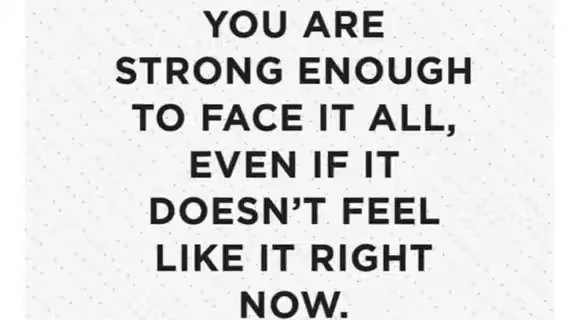 YOU ARE
STRONG ENOUGH
TO FACE IT ALL,
EVEN IF IT
DOESN’T FEEL
LIKE IT RIGHT
NOW.